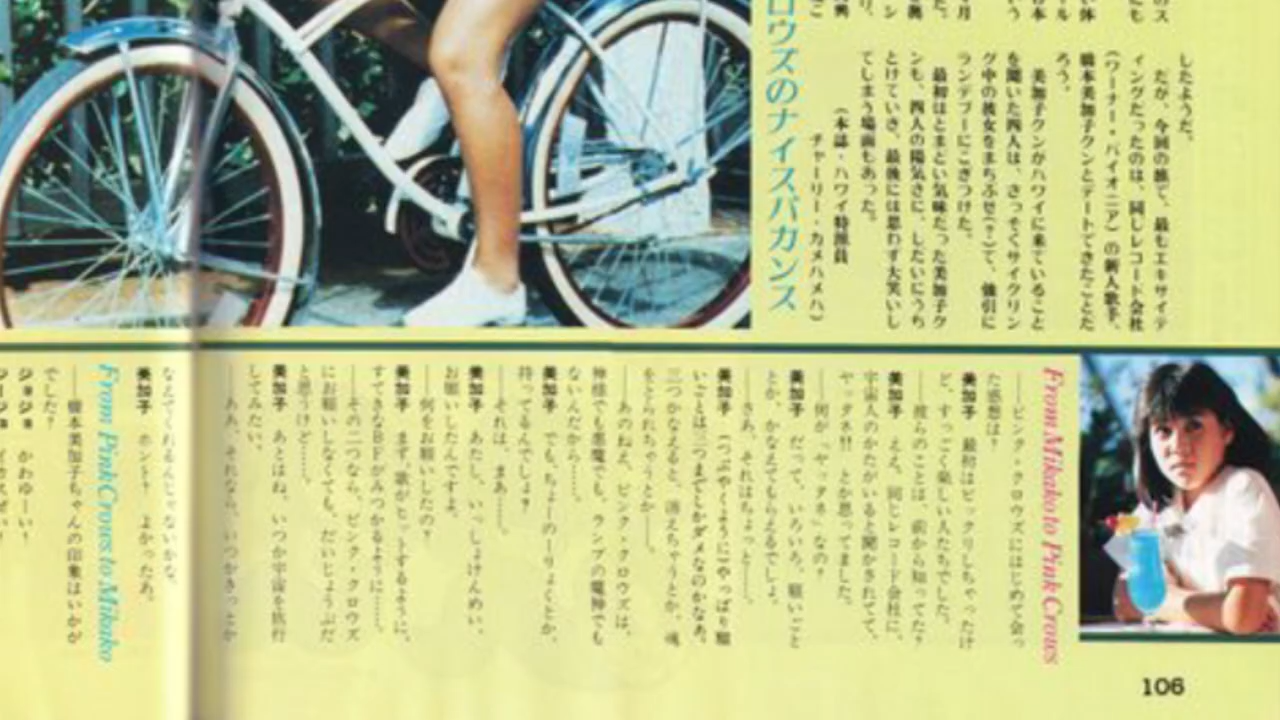 したようだ。
だが、今回の旅で、最もエキサイテ
ィングだったのは、同じレコード会社
(ワーナー・パイオニア)の新人歌手、
橋本美加子クンとデートできたことだ
ろう。
美加子クンがハワイに来ていること
を聞いた四人は、さっそくサイクリン
グ中の彼女をまちぶせ(?)て、強引に
ランデブーにこぎつけた。
最初はとまどい気味だった美加子ク
ンも、四人の陽気さに、しだいにうち
とけていき、最後には思わず大笑いし
てしまう場面もあった。
(本誌・ハワイ特派員
チャーリー・カメハメハ)
ロウズのナイスバカンス
From Mikako to Pink Crows
——ピンク・クロウズにはじめて会っ
た感想は?
美加子 最初はビックリしちゃったけ
ど、すっごく楽しい人たちでした。
——彼らのことは、前から知ってた?
美加子 ええ、同じレコード会社に、
宇宙人のかたがいると聞かされてて、
ヤッタネ!! とか思ってました。
——何が「ヤッタネ」なの?
美加子 だって、いろいろ、願いごと
とか、かなえてもらえるでしょ。
——さあ、それはちょっと——。
美加子 (つぶやくように)やっぱり願
いごとは三つまでしかダメなのかなあ。
三つかなえると、消えちゃうとか、魂
をとられちゃうとか——。
——あのね、ピンク・クロウズは、
神様でも悪魔でも、ランプの魔神でも
ないんだから……。
美加子 でも、ちょーのーりょくとか、
持ってるんでしょ?
——それは、まあ……。
美加子 あたし、いっしょけんめい、
お願いしたんですよ。
——何をお願いしたの?
美加子 まず、歌がヒットするように、
すてきなBFがみつかるように……。
——その二つなら、ピンク・クロウズ
にお願いしなくても、だいじょうぶだ
と思うけど……。
美加子 あとはね、いつか宇宙を旅行
してみたい。
——ああ、それなら、いつかきっとか
なえてくれるんじゃないかな。
美加子 ホント? よかったあ。
From Pink Crows to Mikako
——橋本美加子ちゃんの印象はいかが
でした?
ジョジョ かわゆーい!
106